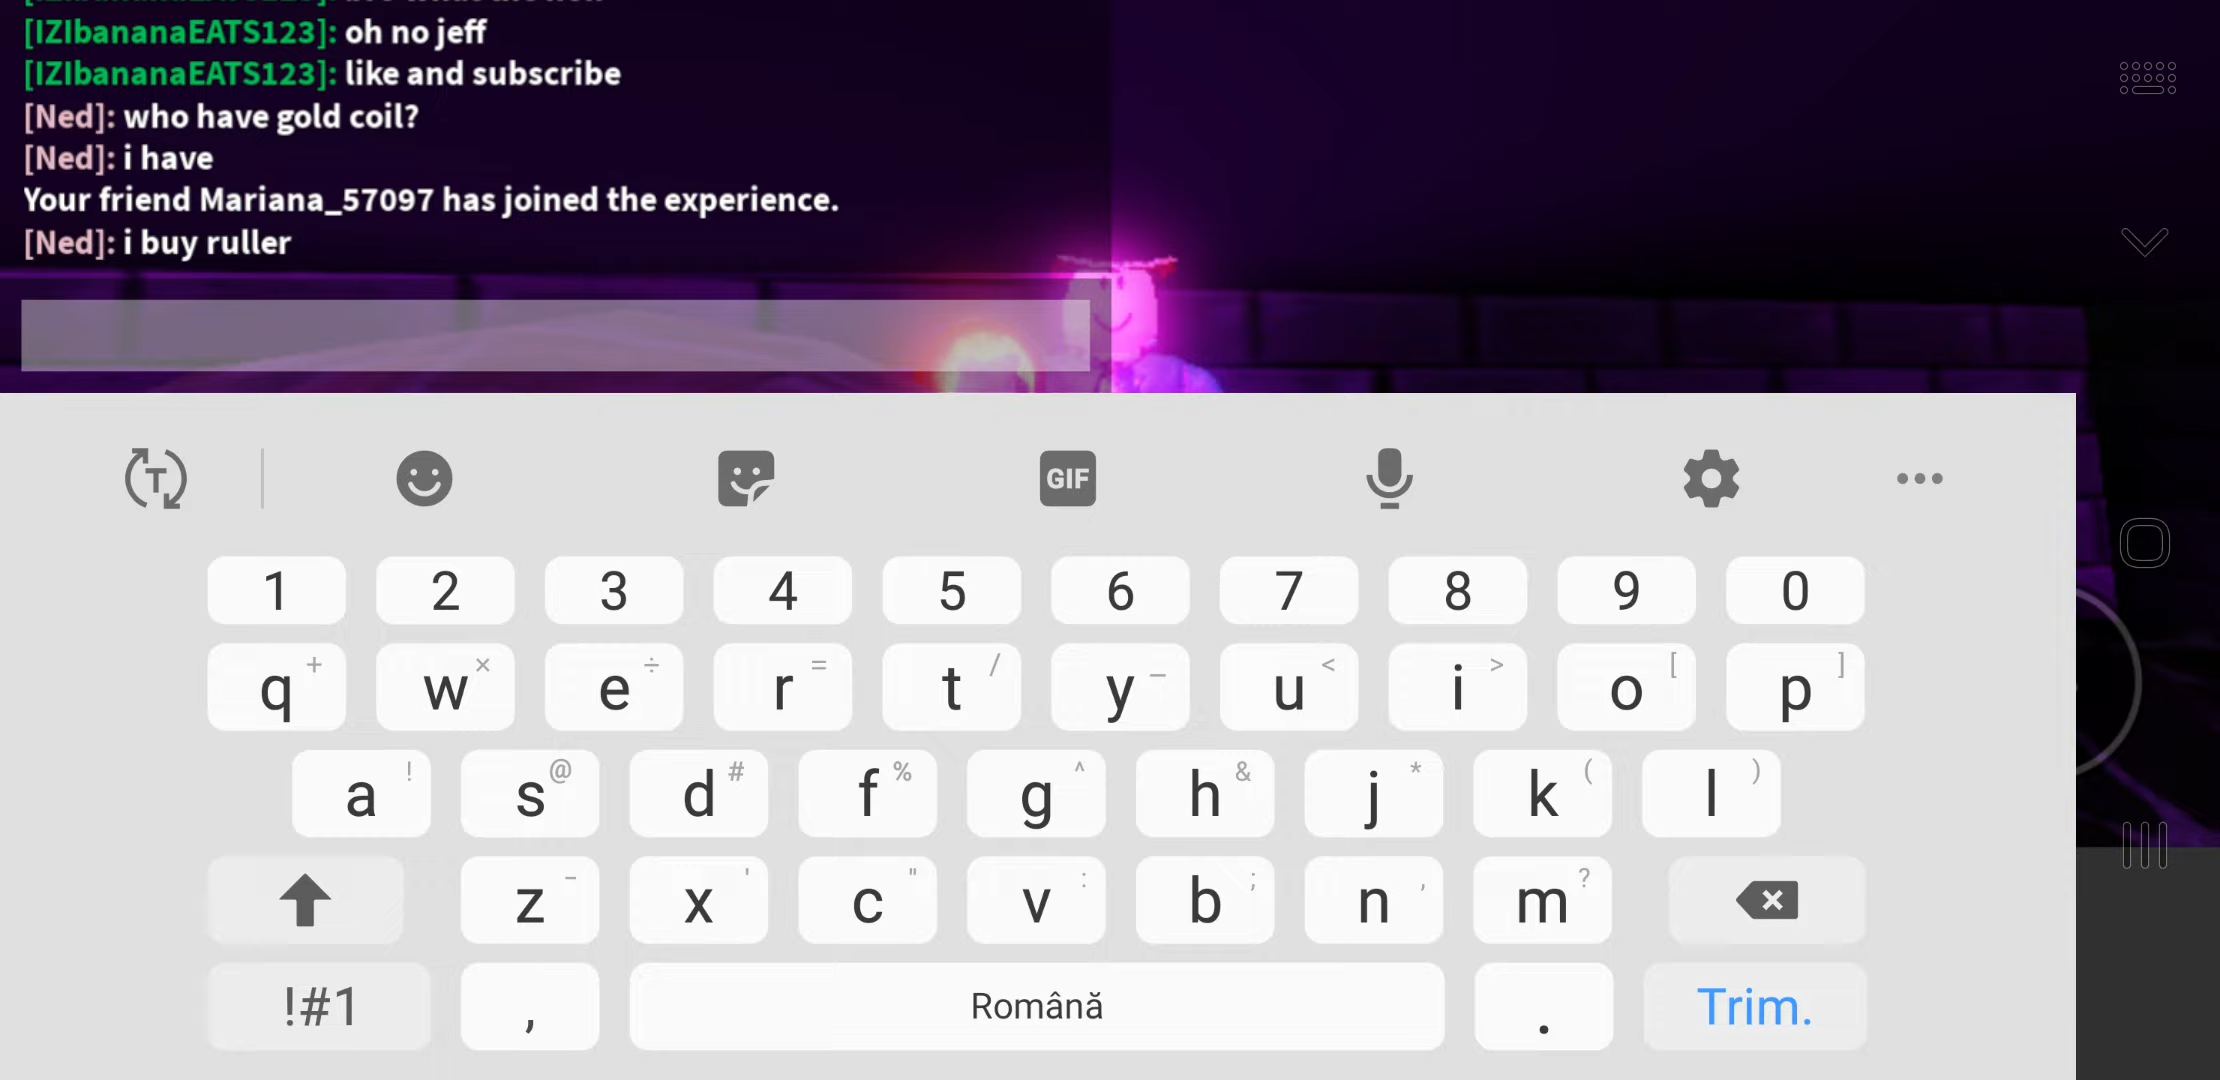 [IZIbananaEATS123]: oh no jeff
[IZIbananaEATS123]: like and subscribe
[Ned]: who have gold coil?
[Ned]: i have
Your friend Mariana_57097 has joined the experience.
[Ned]: i buy ruller
T GIF
1 2 3 4 5 6 7 8 9 0
q + w × e ÷ r = t / y _ u < i > o [ p ]
a ! s @ d # f % g ^ h & j * k ( l )
z - x ' c " v : b ; n , m ?
!#1 , Română . Trim.